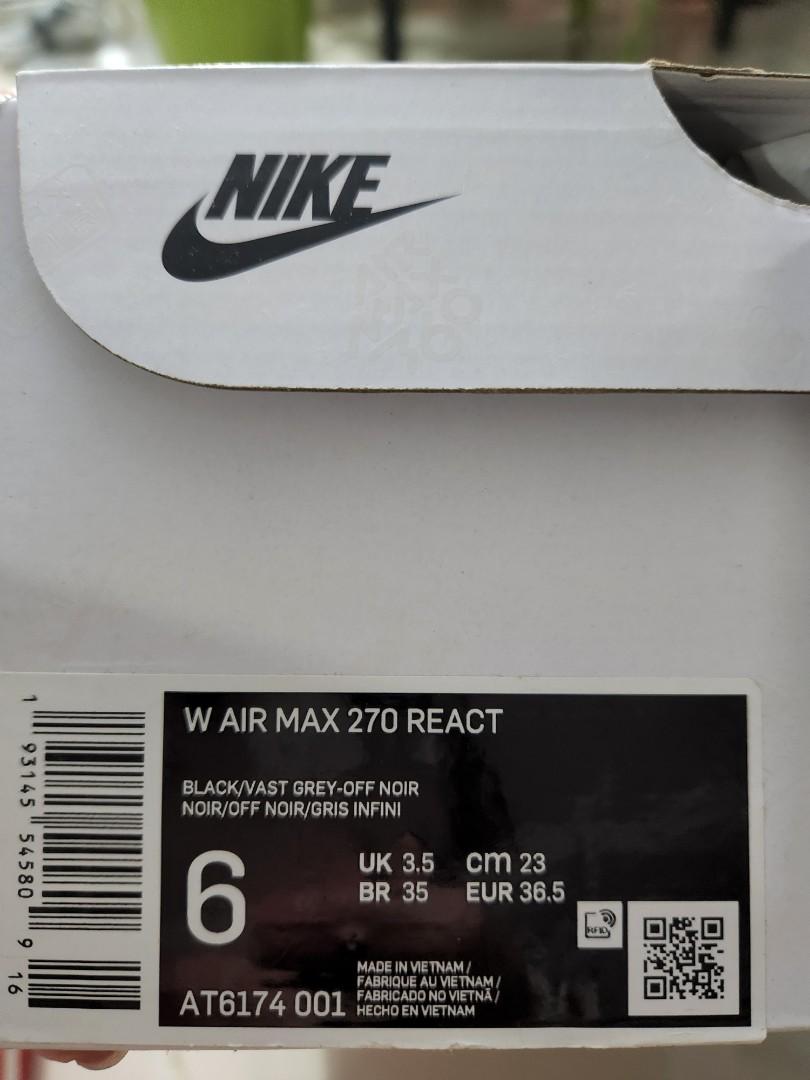 NIKE
W AIR MAX 270 REACT
BLACK/VAST GREY-OFF NOIR
NOIR/OFF NOIR/GRIS INFINI
6
UK 3.5 cm 23
BR 35 EUR 36.5
RFID
AT6174 001
MADE IN VIETNAM /
FABRIQUE AU VIETNAM /
FABRICADO NO VIETNÃ /
HECHO EN VIETNAM
1 93145 54580 9 16